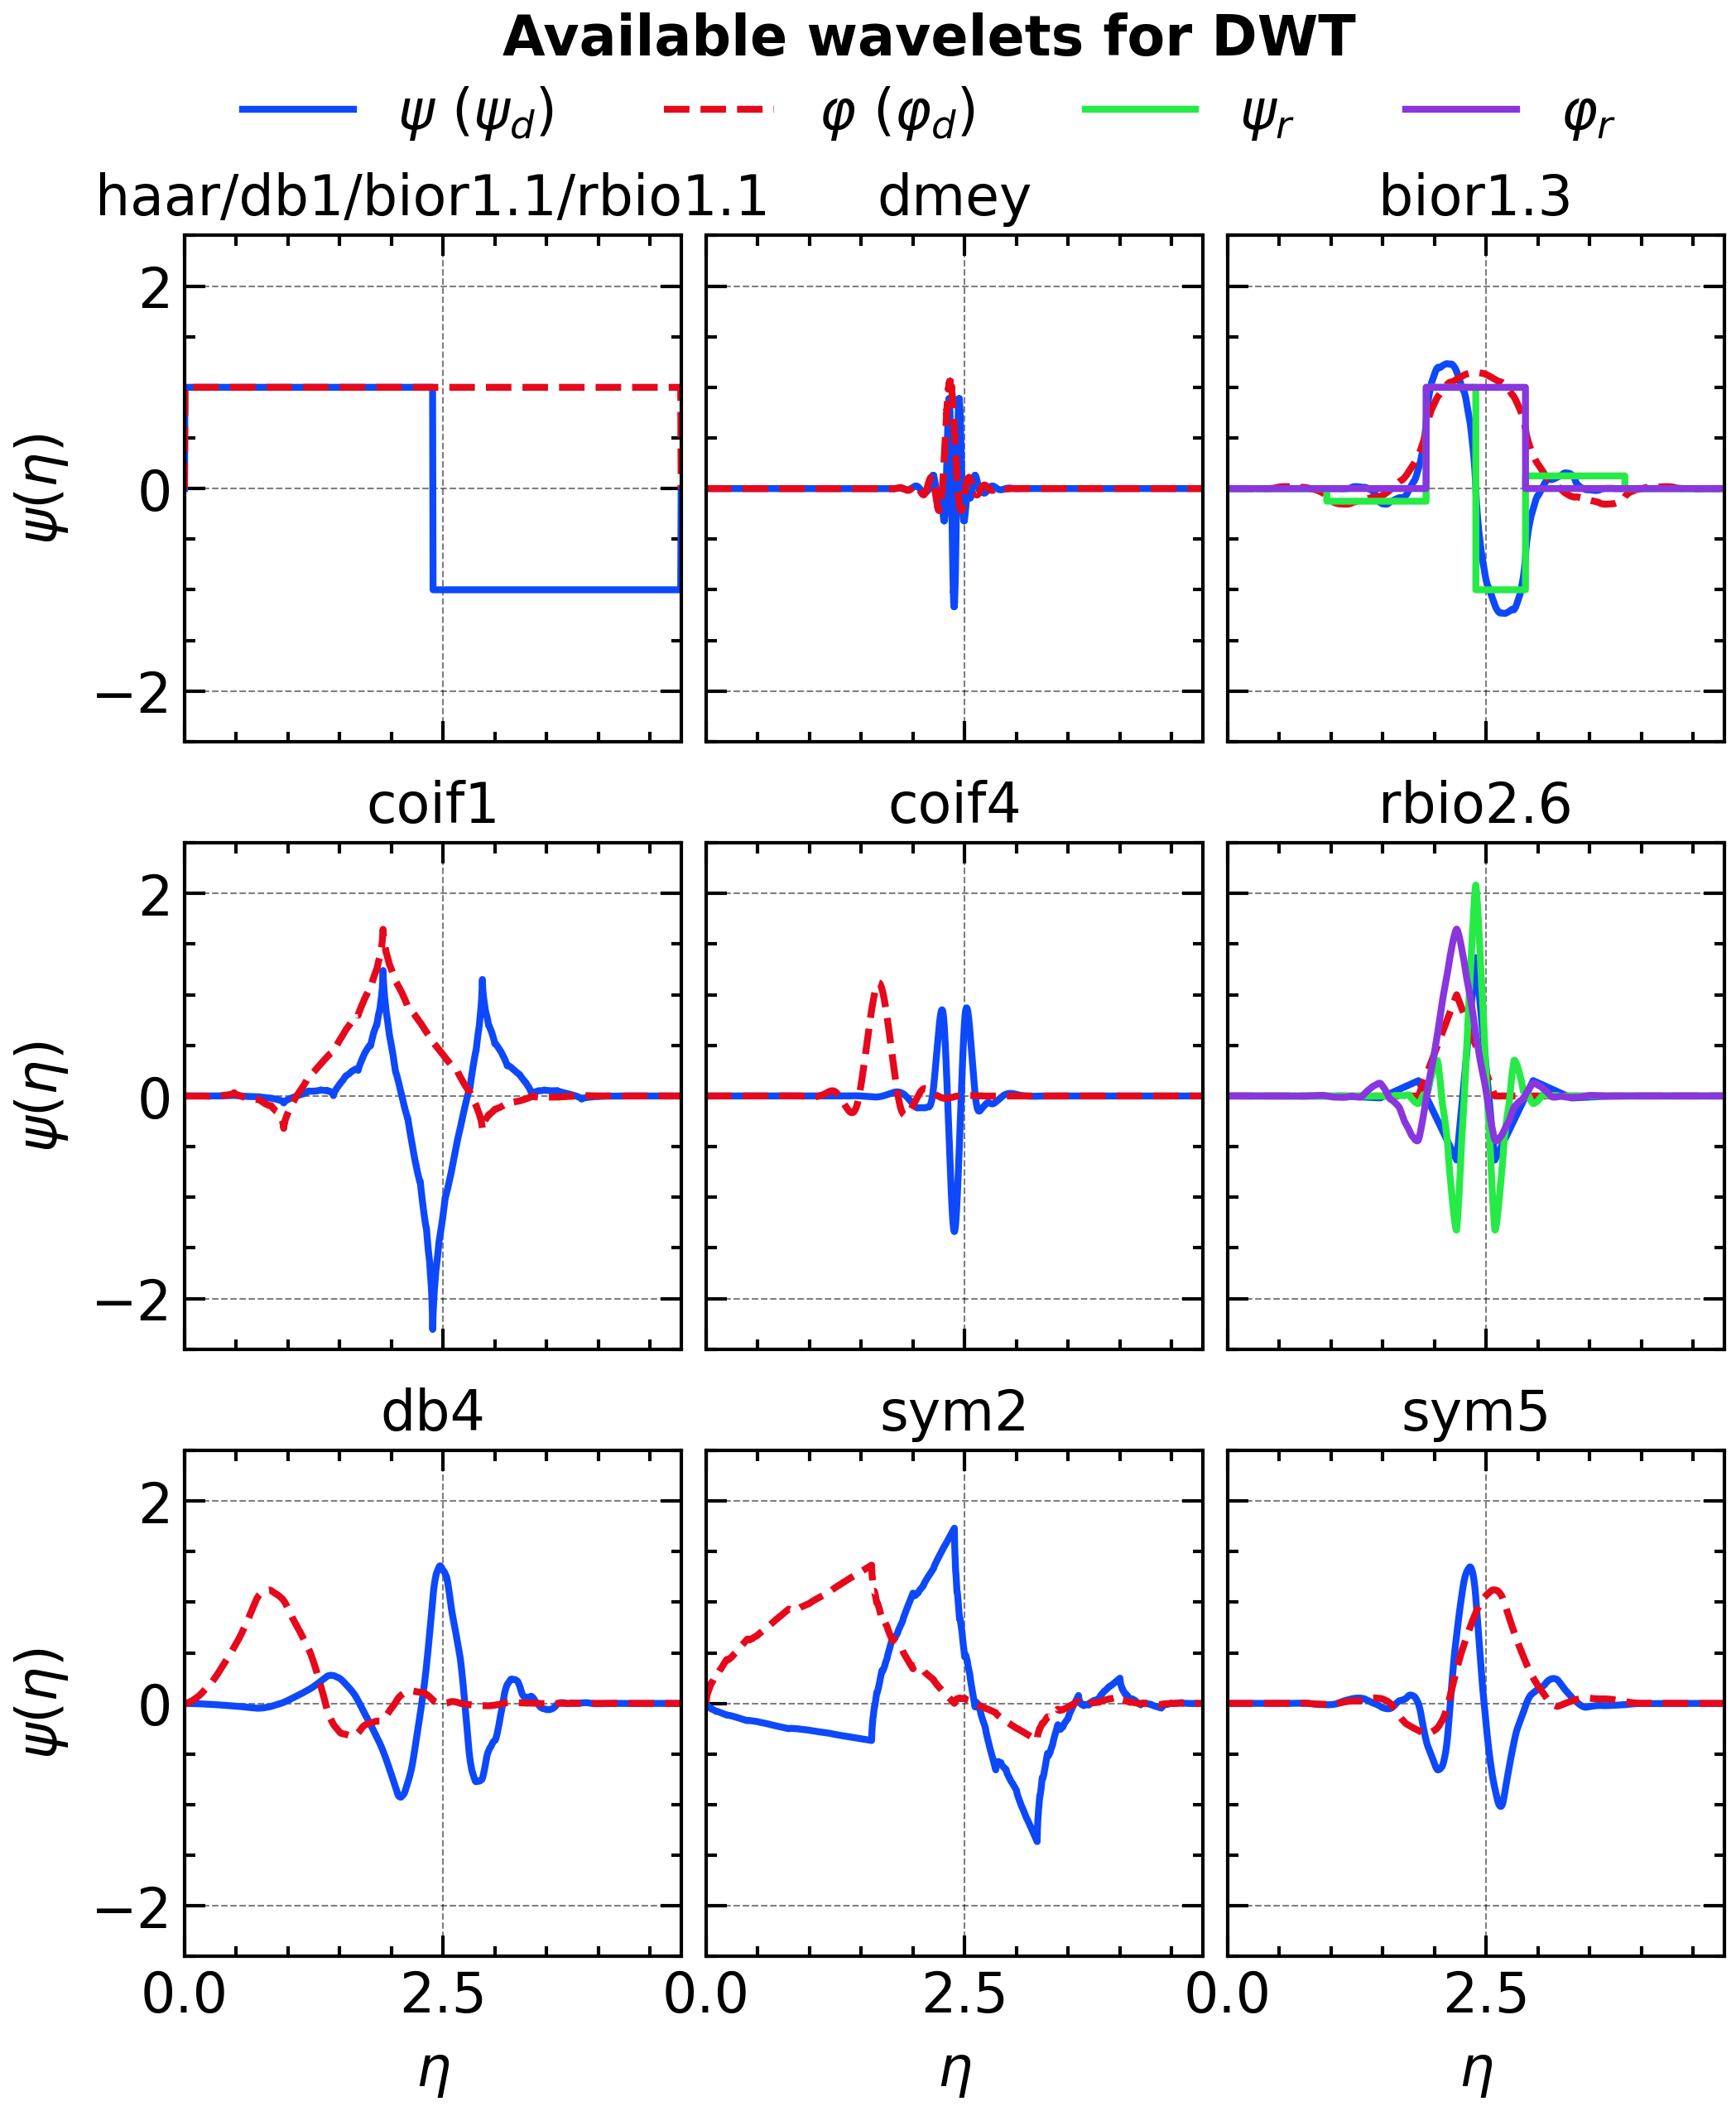 Available wavelets for DWT
ψ (ψ_d) φ (φ_d) ψ_r φ_r
haar/db1/bior1.1/rbio1.1 dmey bior1.3
2
0
−2
ψ(η)
coif1 coif4 rbio2.6
2
0
−2
ψ(η)
db4 sym2 sym5
2
0
−2
ψ(η)
0.0 2.5 0.0 2.5 0.0 2.5
η η η